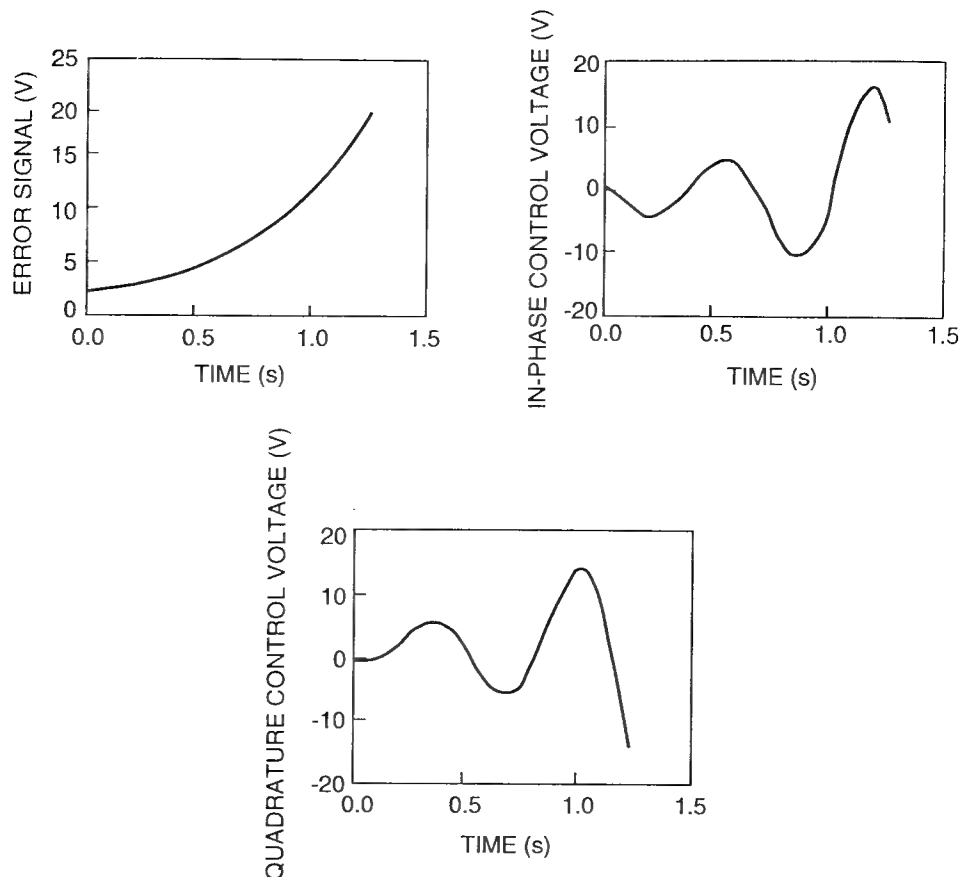 ERROR SIGNAL (V)
25
20
15
10
5
0
0.0 0.5 1.0 1.5
TIME (s)
IN-PHASE CONTROL VOLTAGE (V)
20
10
0
-10
-20
0.0 0.5 1.0 1.5
TIME (s)
QUADRATURE CONTROL VOLTAGE (V)
20
10
0
-10
-20
0.0 0.5 1.0 1.5
TIME (s)